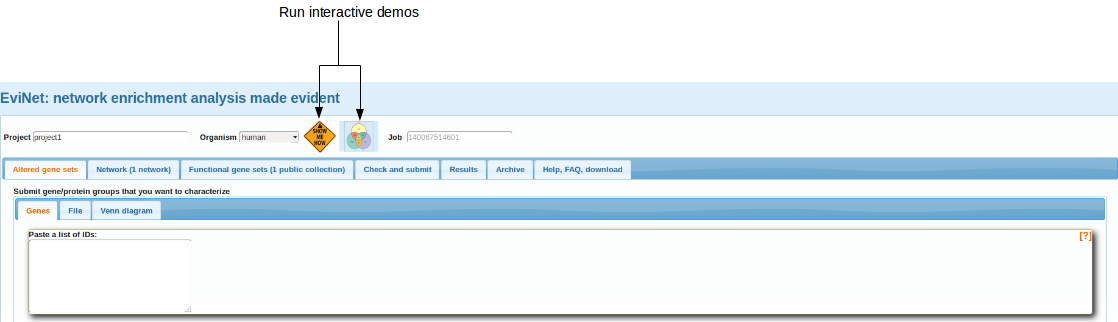 Run interactive demos
EviNet: network enrichment analysis made evident
Project project1 Organism human SHOW ME HOW Job 140067514601
Altered gene sets Network (1 network) Functional gene sets (1 public collection) Check and submit Results Archive Help, FAQ, download
Submit gene/protein groups that you want to characterize
Genes File Venn diagram
Paste a list of IDs: [?]